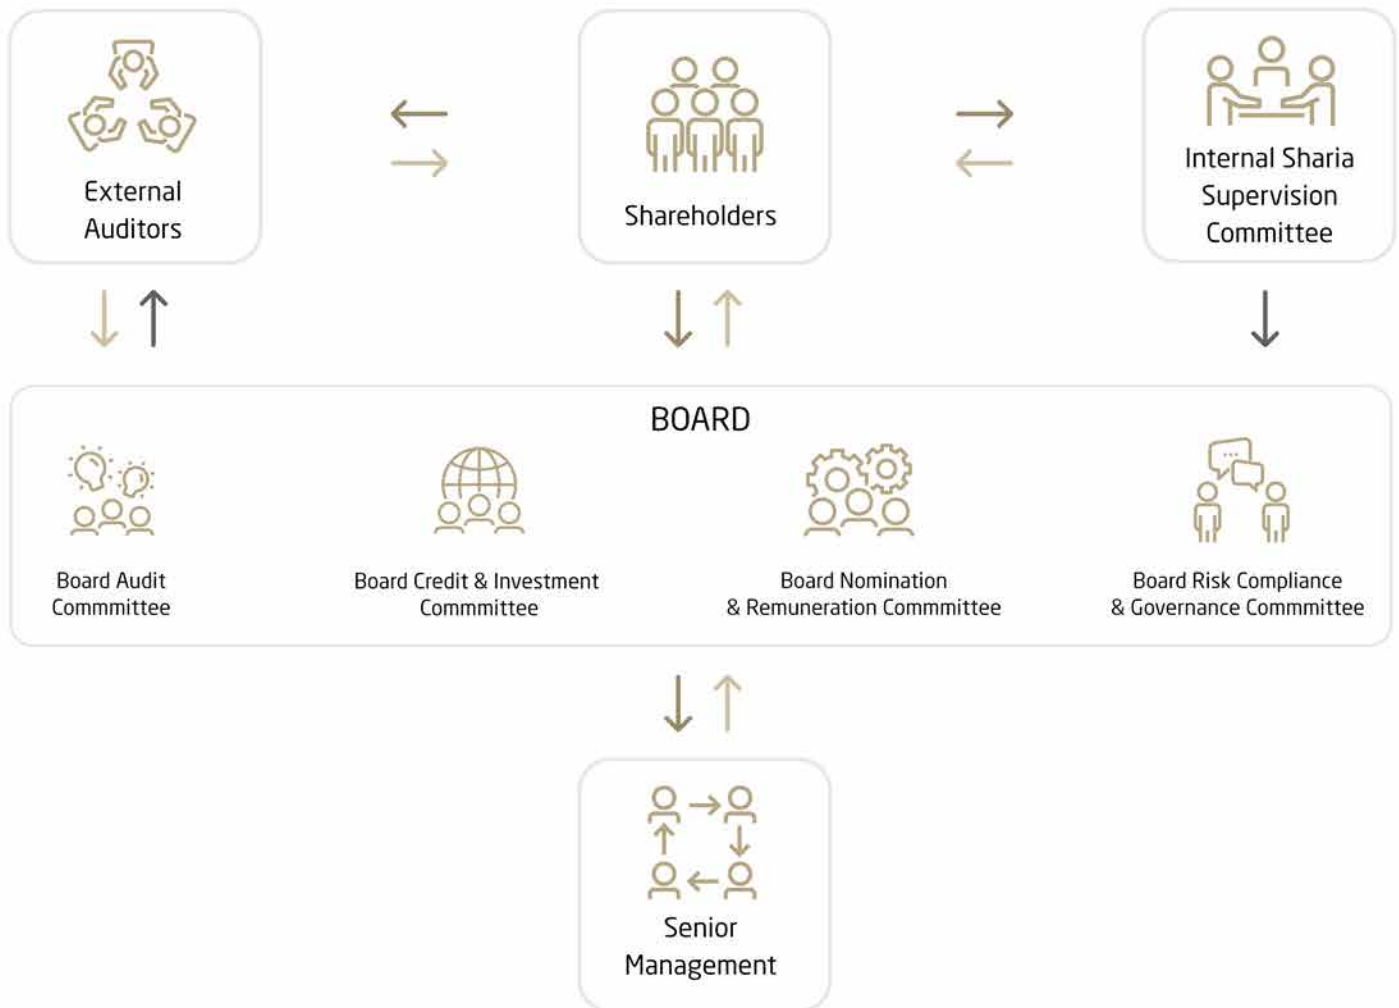 External
Auditors
Shareholders
Internal Sharia
Supervision
Committee
BOARD
Board Audit
Commmittee
Board Credit & Investment
Commmittee
Board Nomination
& Remuneration Commmittee
Board Risk Compliance
& Governance Commmittee
Senior
Management